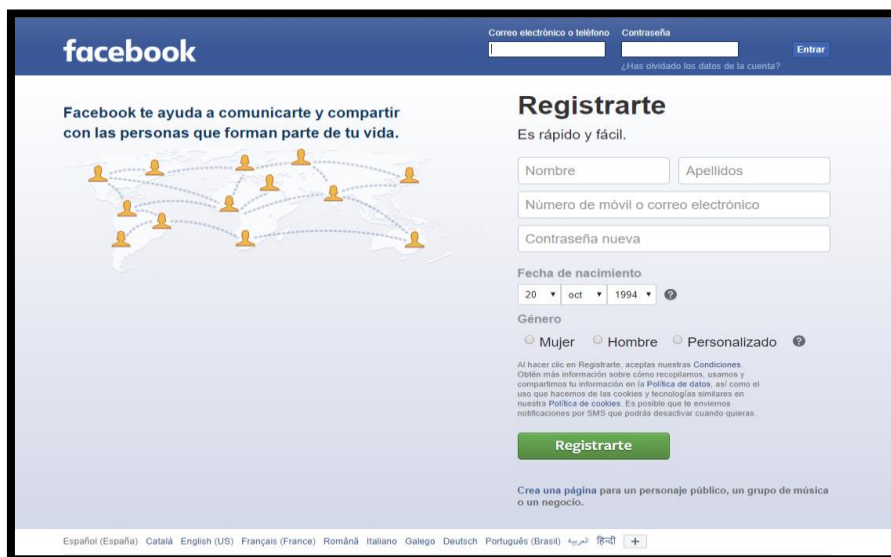 facebook
Correo electrónico o teléfono
Contraseña
Entrar
¿Has olvidado los datos de la cuenta?
Facebook te ayuda a comunicarte y compartir
con las personas que forman parte de tu vida.
Registrarte
Es rápido y fácil.
Nombre
Apellidos
Número de móvil o correo electrónico
Contraseña nueva
Fecha de nacimiento
20 oct 1994 ?
Género
Mujer Hombre Personalizado ?
Al hacer clic en Registrarte, aceptas nuestras Condiciones.
Obtén más información sobre cómo recopilamos, usamos y
compartimos tu información en la Política de datos, así como el
uso que hacemos de las cookies y tecnologías similares en
nuestra Política de cookies. Es posible que te enviemos
notificaciones por SMS que podrás desactivar cuando quieras.
Registrarte
Crea una página para un personaje público, un grupo de música
o un negocio.
Español (España) Català English (US) Français (France) Română Italiano Galego Deutsch Português (Brasil) العربية हिन्दी +